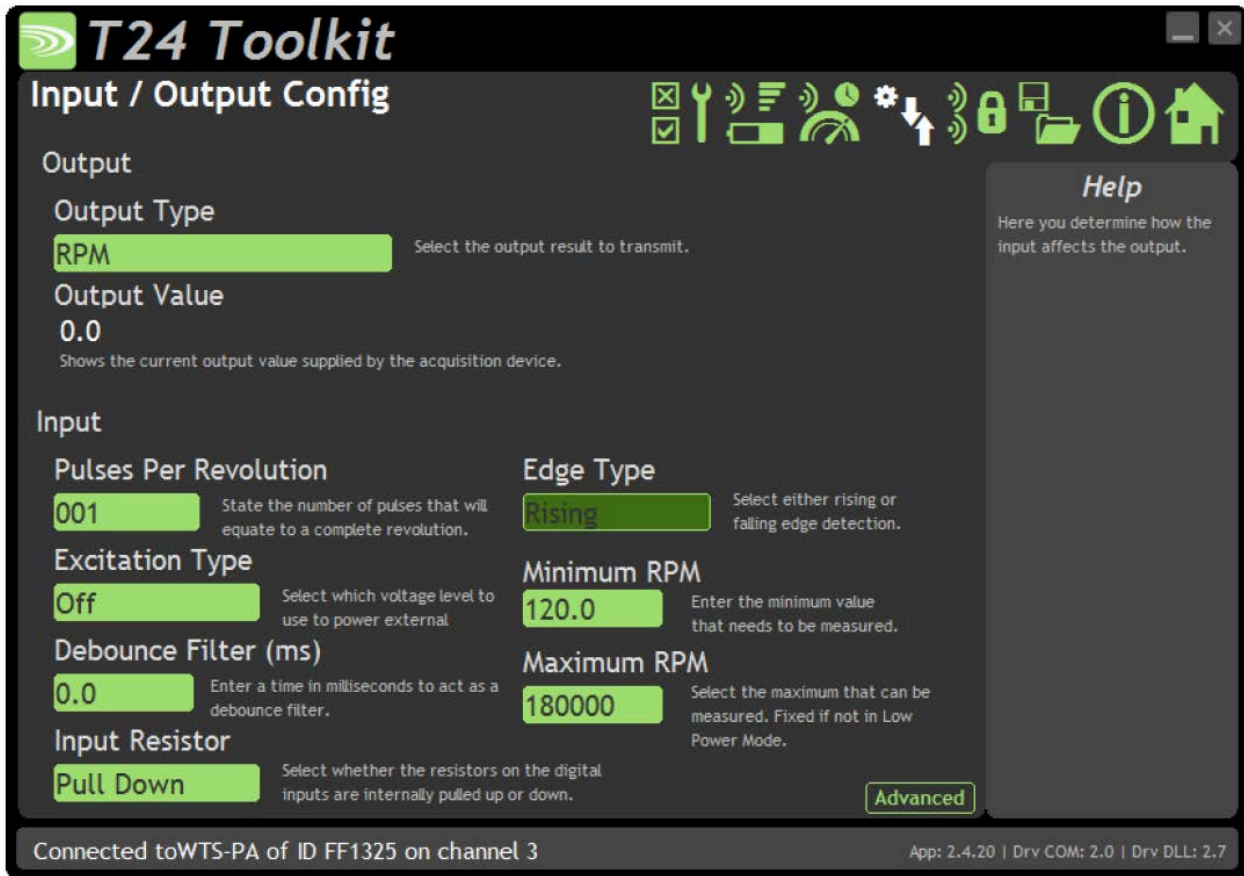 T24 Toolkit
Input / Output Config
Output
Output Type
RPM
Select the output result to transmit.
Output Value
0.0
Shows the current output value supplied by the acquisition device.
Input
Pulses Per Revolution
001
State the number of pulses that will
equate to a complete revolution.
Edge Type
Rising
Select either rising or
falling edge detection.
Excitation Type
Off
Select which voltage level to
use to power external
Minimum RPM
120.0
Enter the minimum value
that needs to be measured.
Debounce Filter (ms)
0.0
Enter a time in milliseconds to act as a
debounce filter.
Maximum RPM
180000
Select the maximum that can be
measured. Fixed if not in Low
Power Mode.
Input Resistor
Pull Down
Select whether the resistors on the digital
inputs are internally pulled up or down.
Advanced
Help
Here you determine how the
input affects the output.
Connected toWTS-PA of ID FF1325 on channel 3
App: 2.4.20 | Drv COM: 2.0 | Drv DLL: 2.7